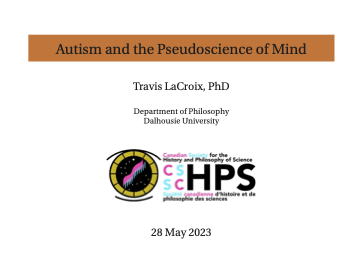 Autism and the Pseudoscience of Mind
Travis LaCroix, PhD
Department of Philosophy
Dalhousie University
Canadian Society for the
History and Philosophy of Science
CS
SCHPS
Société canadienne d'histoire et de
philosophie des sciences
28 May 2023